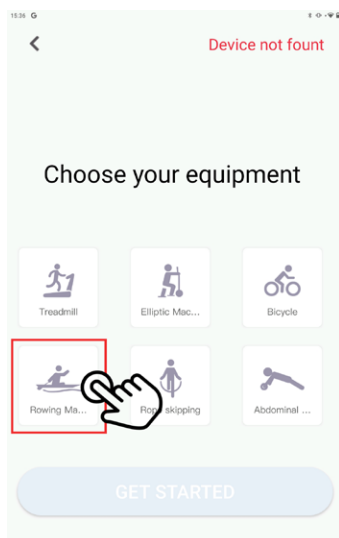 15:36 G
Device not fount
Choose your equipment
Treadmill
Elliptic Mac...
Bicycle
Rowing Ma...
Rope skipping
Abdominal ...
GET STARTED